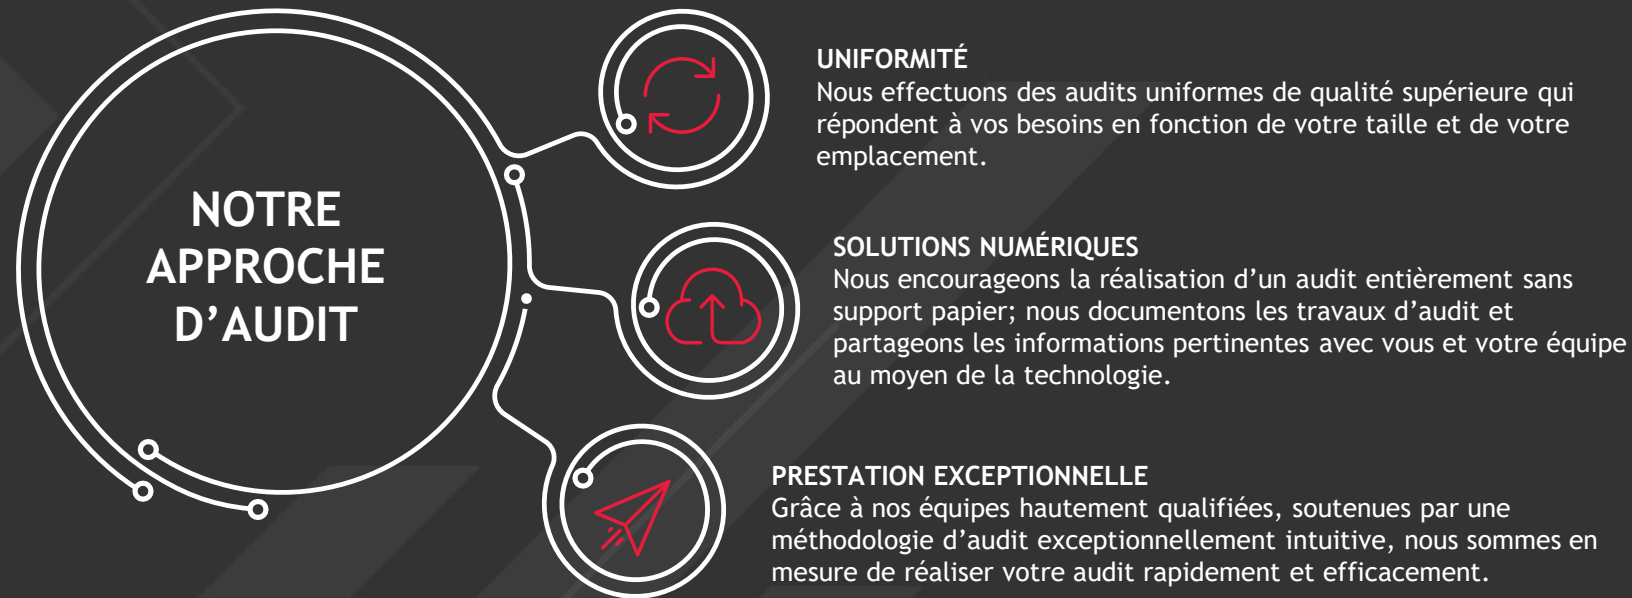 NOTRE
APPROCHE
D’AUDIT
UNIFORMITÉ
Nous effectuons des audits uniformes de qualité supérieure qui
répondent à vos besoins en fonction de votre taille et de votre
emplacement.
SOLUTIONS NUMÉRIQUES
Nous encourageons la réalisation d’un audit entièrement sans
support papier; nous documentons les travaux d’audit et
partageons les informations pertinentes avec vous et votre équipe
au moyen de la technologie.
PRESTATION EXCEPTIONNELLE
Grâce à nos équipes hautement qualifiées, soutenues par une
méthodologie d’audit exceptionnellement intuitive, nous sommes en
mesure de réaliser votre audit rapidement et efficacement.